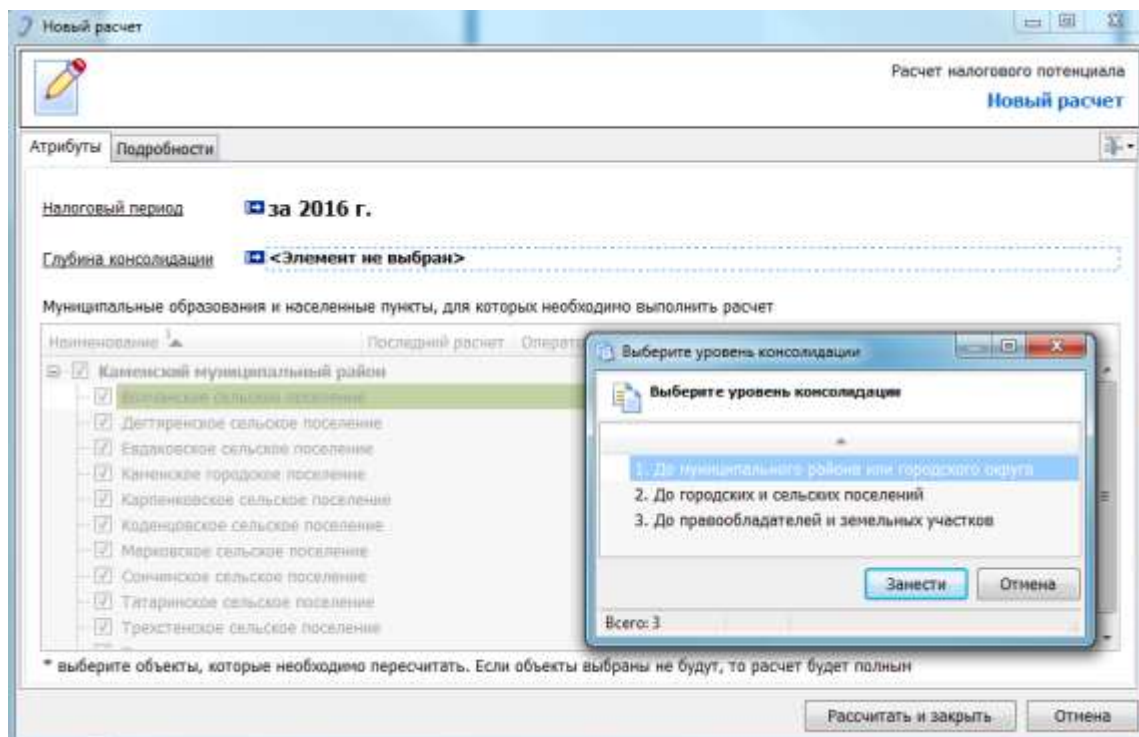 Новый расчет
Расчет налогового потенциала
Новый расчет
Атрибуты Подробности
Налоговый период за 2016 г.
Глубина консолидации <Элемент не выбран>
Муниципальные образования и населенные пункты, для которых необходимо выполнить расчет
Наименование 1 Последний расчет Операт
Каменский муниципальный район
сельское поселение
Дегтяренское сельское поселение
Евдаковское сельское поселение
Каменское городское поселение
Карпенковское сельское поселение
Коденцовское сельское поселение
Марковское сельское поселение
Сончинское сельское поселение
Татаринское сельское поселение
Трехстенское сельское поселение
* выберите объекты, которые необходимо пересчитать. Если объекты выбраны не будут, то расчет будет полным
Рассчитать и закрыть Отмена
Выберите уровень консолидации
Выберите уровень консолидации
1. До муниципального района или городского округа
2. До городских и сельских поселений
3. До правообладателей и земельных участков
Занести Отмена
Всего: 3